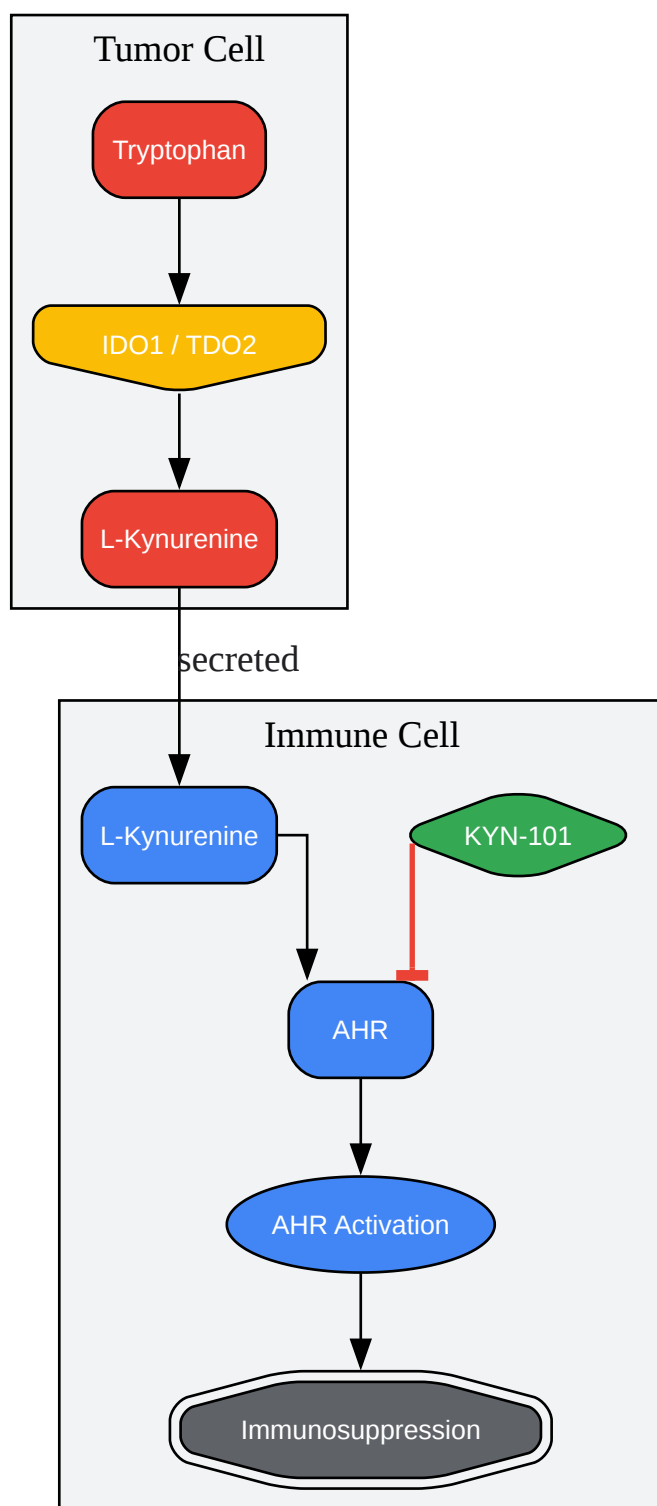 Tumor Cell
Tryptophan
IDO1 / TDO2
L-Kynurenine
secreted
Immune Cell
L-Kynurenine
KYN-101
AHR
AHR Activation
Immunosuppression